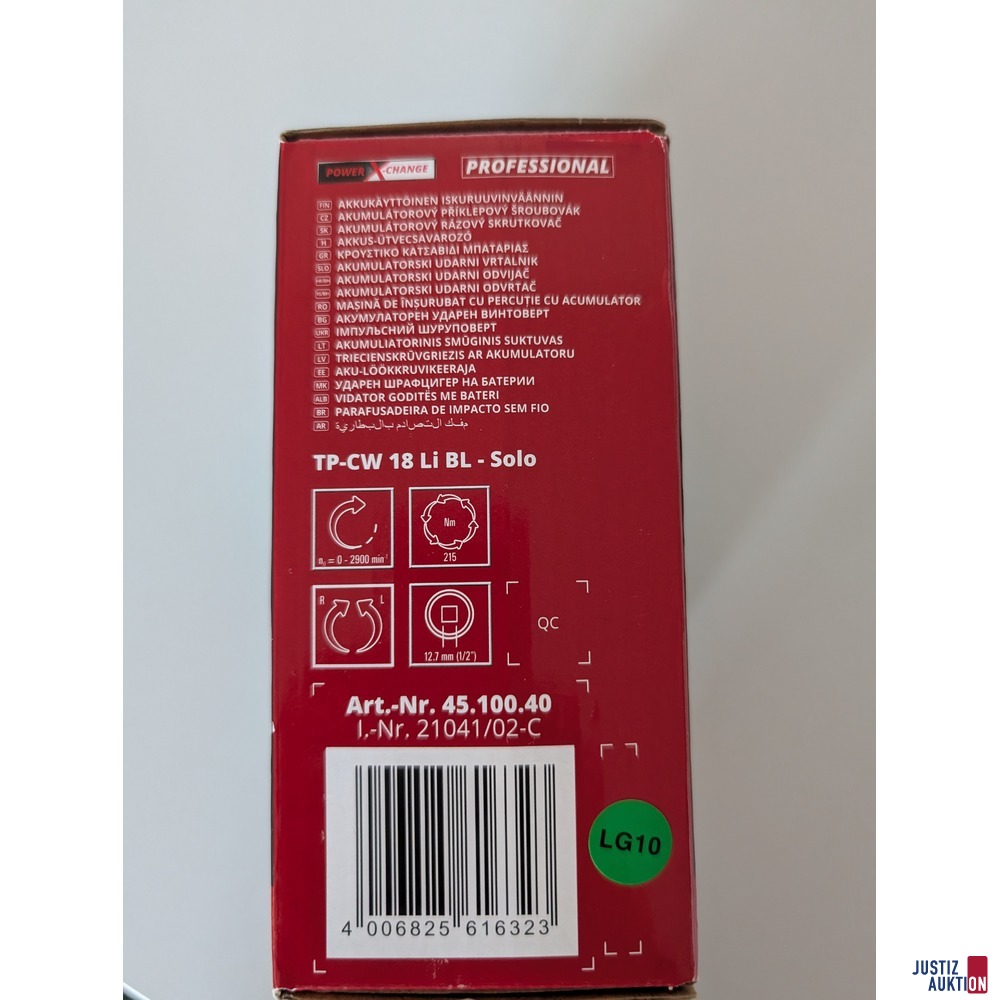 POWER X-CHANGE PROFESSIONAL
FIN AKKUKÄYTTÖINEN ISKURUUVINVÄÄNNIN
CZ AKUMULÁTOROVÝ PŘÍKLEPOVÝ ŠROUBOVÁK
SK AKUMULÁTOROVÝ RÁZOVÝ SKRUTKOVAČ
H AKKUS-ÜTVECSAVAROZÓ
GR ΚΡΟΥΣΤΙΚΟ ΚΑΤΣΑΒΙΔΙ ΜΠΑΤΑΡΙΑΣ
SLO AKUMULATORSKI UDARNI VRTALNIK
AKUMULATORSKI UDARNI ODVIJAČ
AKUMULATORSKI UDARNI ODVRTAČ
RO MAȘINĂ DE ÎNȘURUBAT CU PERCUȚIE CU ACUMULATOR
BG АКУМУЛАТОРЕН УДАРЕН ВИНТОВЕРТ
UKR ІМПУЛЬСНИЙ ШУРУПОВЕРТ
LT AKUMULIATORINIS SMŪGINIS SUKTUVAS
LV TRIECIENSKRŪVGRIEZIS AR AKUMULATORU
EE AKU-LÖÖKKRUVIKEERAJA
MK УДАРЕН ШРАФЦИГЕР НА БАТЕРИИ
ALB VIDATOR GODITËS ME BATERI
BR PARAFUSADEIRA DE IMPACTO SEM FIO
AR مفك التصادم بالبطارية
TP-CW 18 Li BL - Solo
n₀ = 0 - 2900 min⁻¹
Nm
215
R L
12.7 mm (1/2")
QC
Art.-Nr. 45.100.40
I.-Nr. 21041/02-C
LG10
4 006825 616323
JUSTIZ
AUKTION